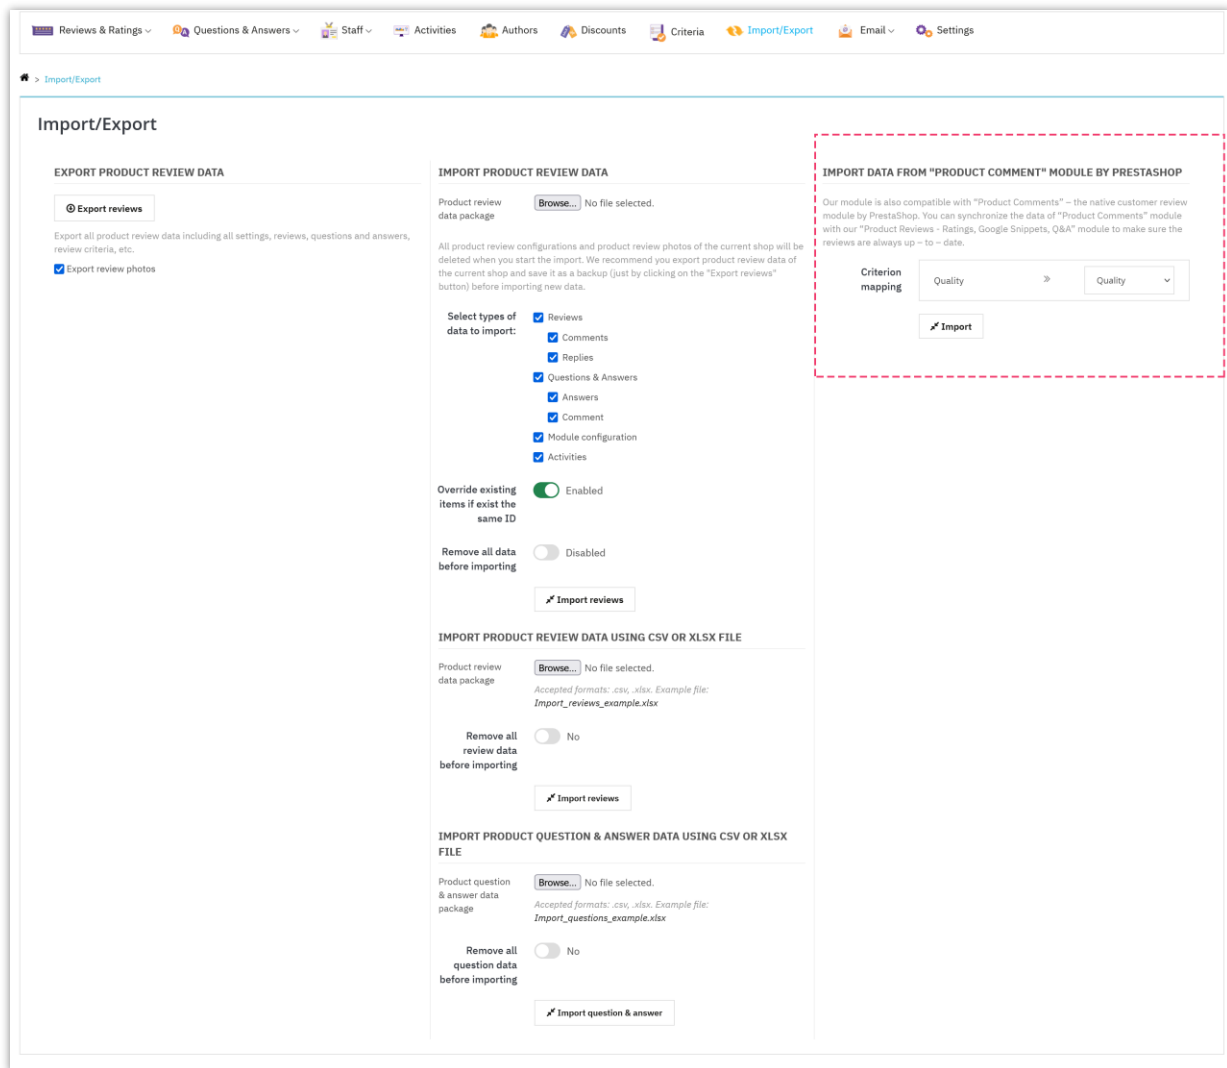 Reviews & Ratings
Questions & Answers
Staff
Activities
Authors
Discounts
Criteria
Import/Export
Email
Settings
> Import/Export
Import/Export
EXPORT PRODUCT REVIEW DATA
Export reviews
Export all product review data including all settings, reviews, questions and answers,
review criteria, etc.
Export review photos
IMPORT PRODUCT REVIEW DATA
Product review
data package
Browse... No file selected.
All product review configurations and product review photos of the current shop will be
deleted when you start the import. We recommend you export product review data of
the current shop and save it as a backup (just by clicking on the "Export reviews"
button) before importing new data.
Select types of
data to import:
Reviews
Comments
Replies
Questions & Answers
Answers
Comment
Module configuration
Activities
Override existing
items if exist the
same ID
Enabled
Remove all data
before importing
Disabled
Import reviews
IMPORT PRODUCT REVIEW DATA USING CSV OR XLSX FILE
Product review
data package
Browse... No file selected.
Accepted formats: .csv, .xlsx. Example file:
Import_reviews_example.xlsx
Remove all
review data
before importing
No
Import reviews
IMPORT PRODUCT QUESTION & ANSWER DATA USING CSV OR XLSX
FILE
Product question
& answer data
package
Browse... No file selected.
Accepted formats: .csv, .xlsx. Example file:
Import_questions_example.xlsx
Remove all
question data
before importing
No
Import question & answer
IMPORT DATA FROM "PRODUCT COMMENT" MODULE BY PRESTASHOP
Our module is also compatible with "Product Comments" – the native customer review
module by PrestaShop. You can synchronize the data of "Product Comments" module
with our "Product Reviews - Ratings, Google Snippets, Q&A" module to make sure the
reviews are always up – to – date.
Criterion
mapping
Quality » Quality
Import